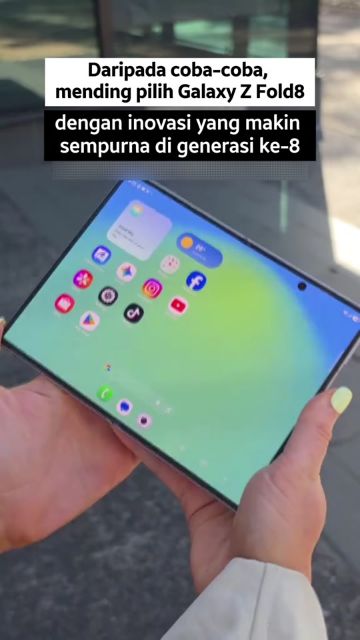 Daripada coba-coba,
mending pilih Galaxy Z Fold8
dengan inovasi yang makin
sempurna di generasi ke-8